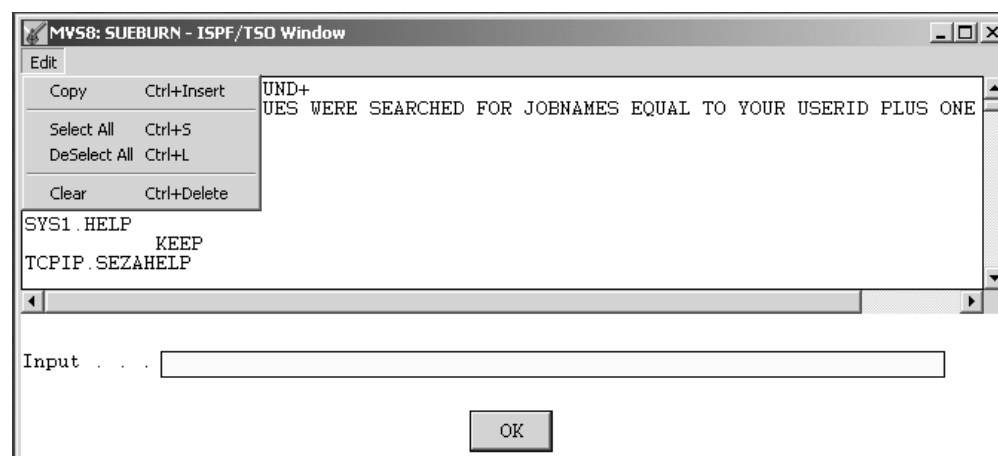 MVS8: SUEBURN - ISPF/TSO Window
Edit
Copy Ctrl+Insert
Select All Ctrl+S
DeSelect All Ctrl+L
Clear Ctrl+Delete
UND+
UES WERE SEARCHED FOR JOBNAMES EQUAL TO YOUR USERID PLUS ONE
SYS1.HELP
KEEP
TCPIP.SEZAHELP
Input . . .
OK